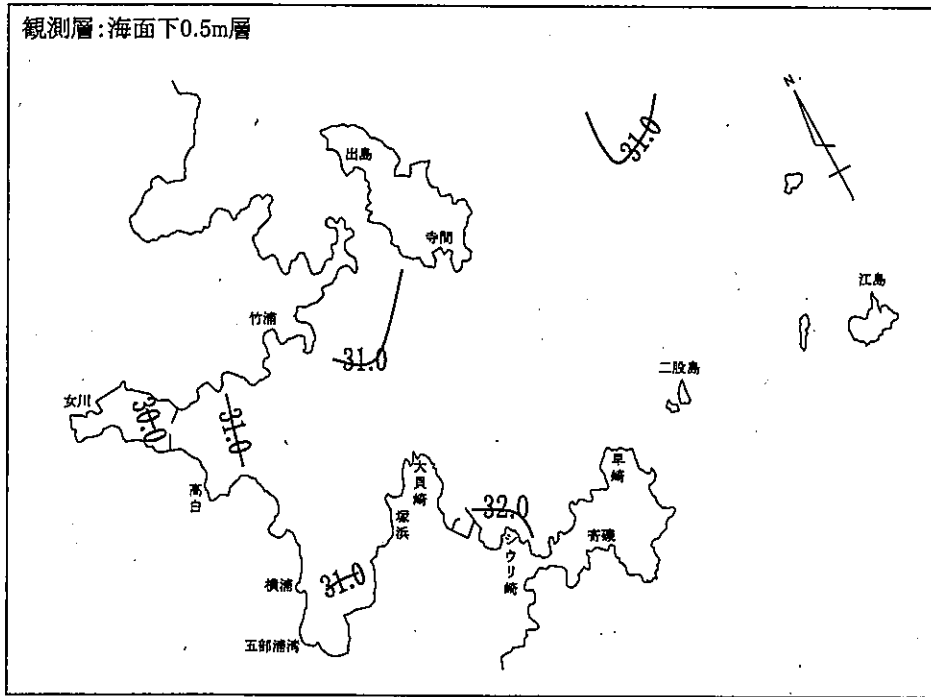 観測層:海面下0.5m層
N
31.0
出島
寺間
江島
竹浦
31.0
二股島
女川
30.0
31.0
高白
大貝崎
早崎
塚浜
32.0
シウリ崎
寄磯
31.0
横浦
五部浦湾